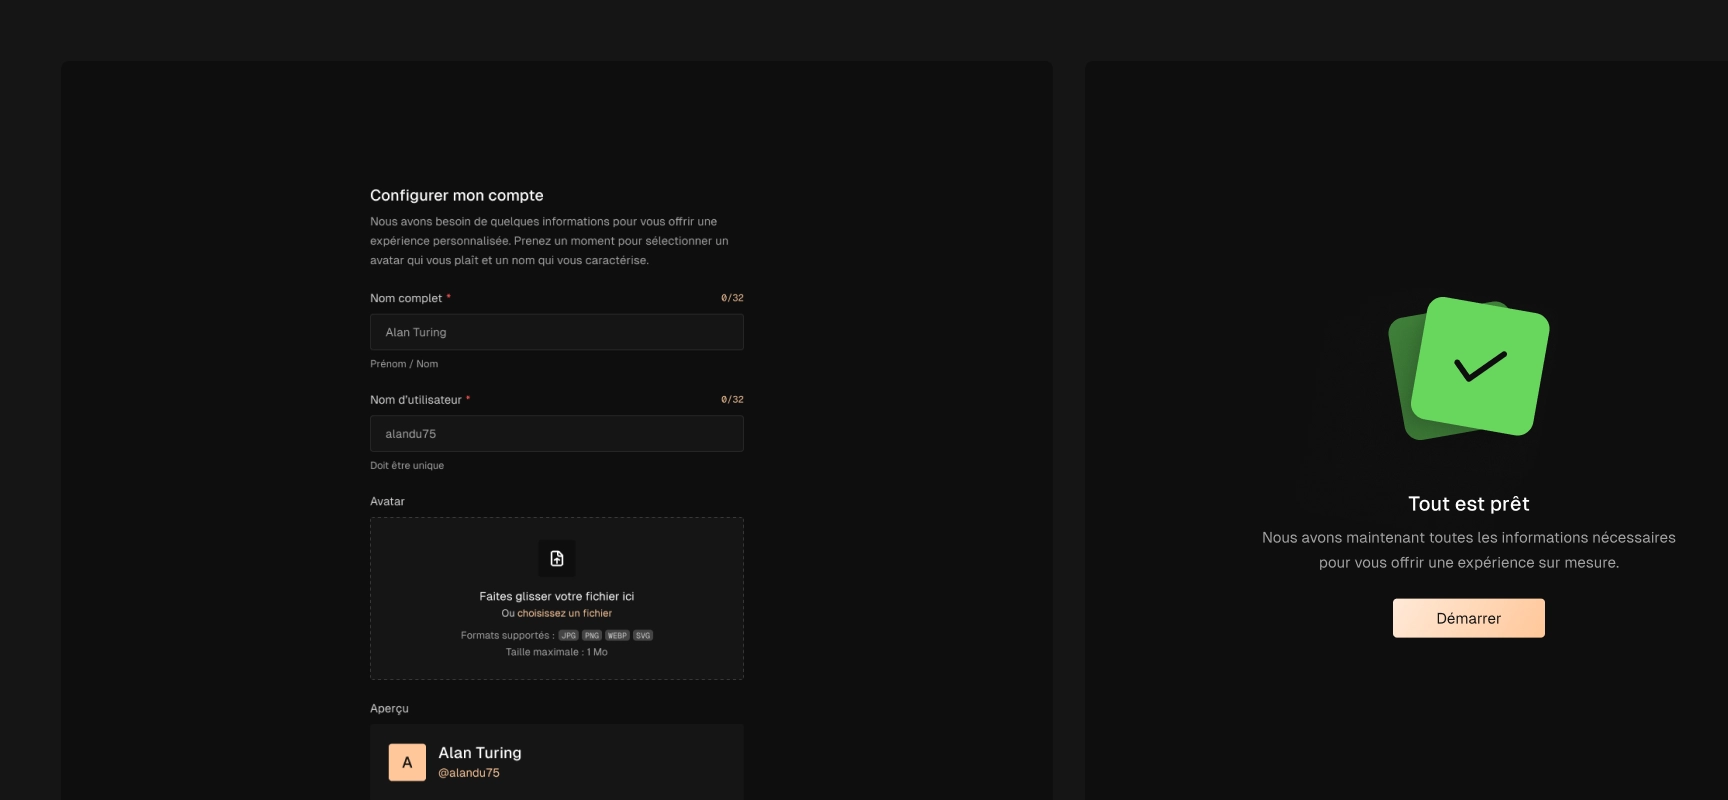 Configurer mon compte
Nous avons besoin de quelques informations pour vous offrir une
expérience personnalisée. Prenez un moment pour sélectionner un
avatar qui vous plaît et un nom qui vous caractérise.
Nom complet * 0/32
Alan Turing
Prénom / Nom
Nom d'utilisateur * 0/32
alandu75
Doit être unique
Avatar
Faites glisser votre fichier ici
Ou choisissez un fichier
Formats supportés : JPG PNG WEBP SVG
Taille maximale : 1 Mo
Aperçu
A
Alan Turing
@alandu75
Tout est prêt
Nous avons maintenant toutes les informations nécessaires
pour vous offrir une expérience sur mesure.
Démarrer